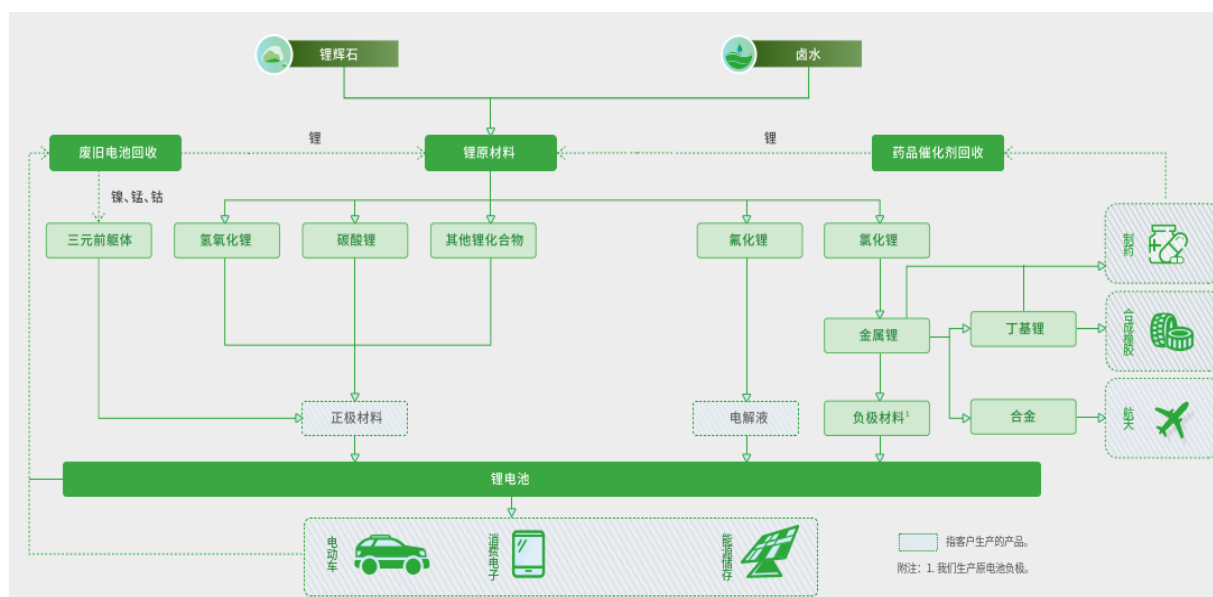 锂辉石
卤水
废旧电池回收
锂
锂原材料
锂
药品催化剂回收
镍、锰、钴
三元前躯体
氢氧化锂
碳酸锂
其他锂化合物
氟化锂
氯化锂
制药
金属锂
丁基锂
合成橡胶
正极材料
电解液
负极材料1
合金
航天
锂电池
电动车
消费电子
能源储存
指客户生产的产品。
附注：1. 我们生产原电池负极。